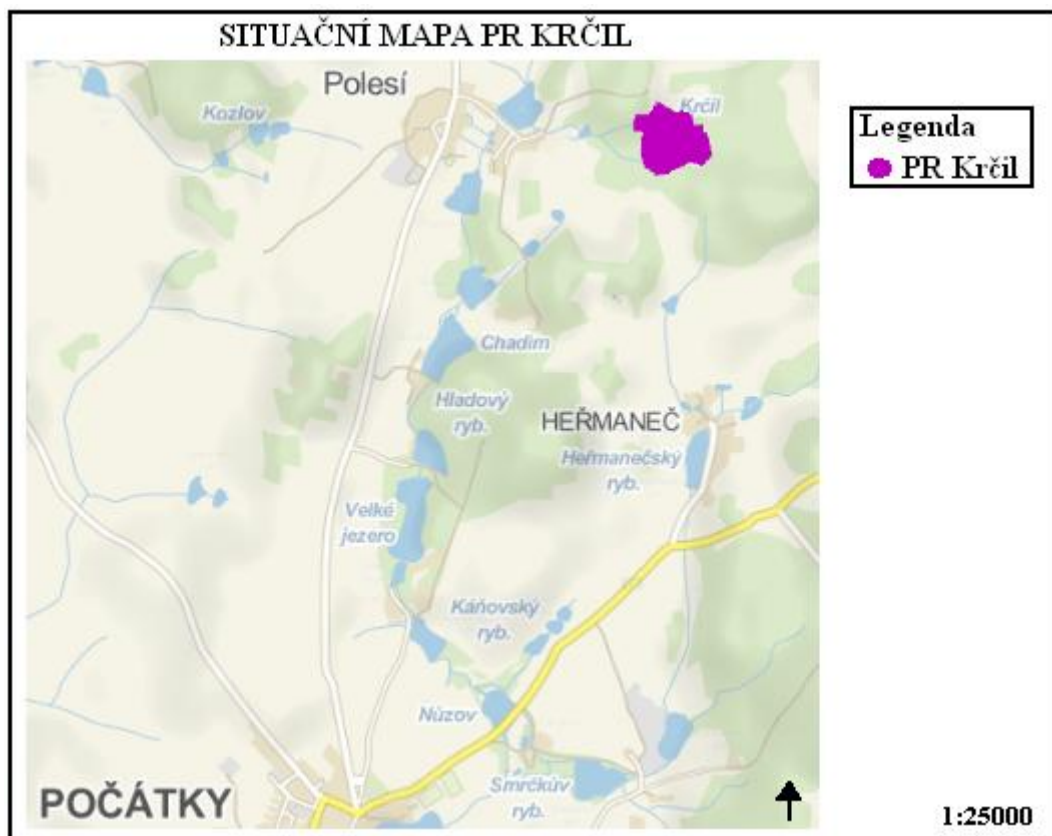 SITUAČNÍ MAPA PR KRČIL
Polesí
Kozlov
Krčil
Legenda
PR Krčil
Chadim
Hladový
ryb.
HEŘMANEČ
Heřmanečský
ryb.
Velké
jezero
Káňovský
ryb.
Núzov
Smrčkův
ryb.
POČÁTKY
1:25000